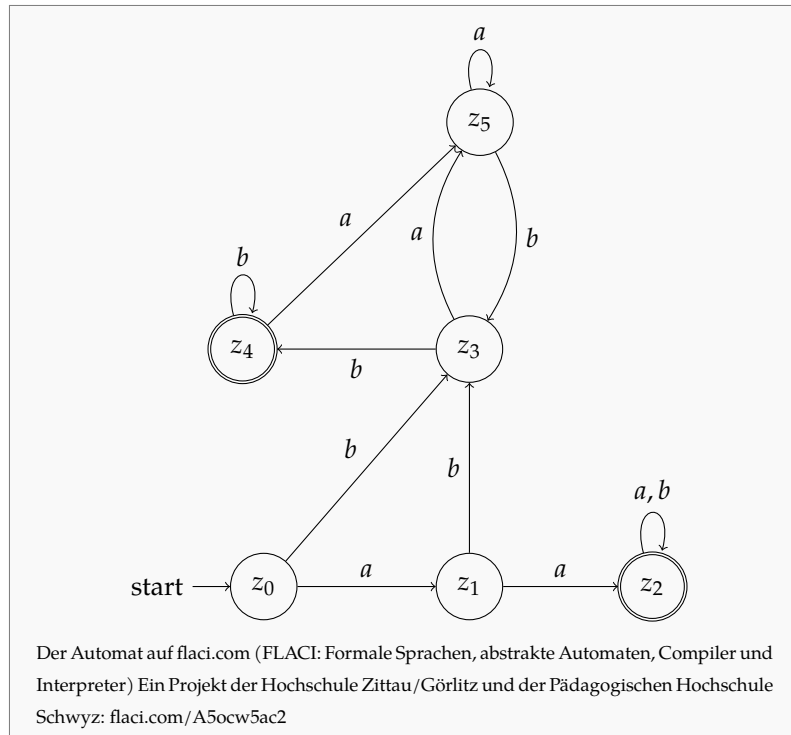 a
z5
a
a
b
b
z4
z3
b
b
b
a, b
start
z0
a
z1
a
z2
Der Automat auf flaci.com (FLACI: Formale Sprachen, abstrakte Automaten, Compiler und
Interpreter) Ein Projekt der Hochschule Zittau/Görlitz und der Pädagogischen Hochschule
Schwyz: flaci.com/A5ocw5ac2